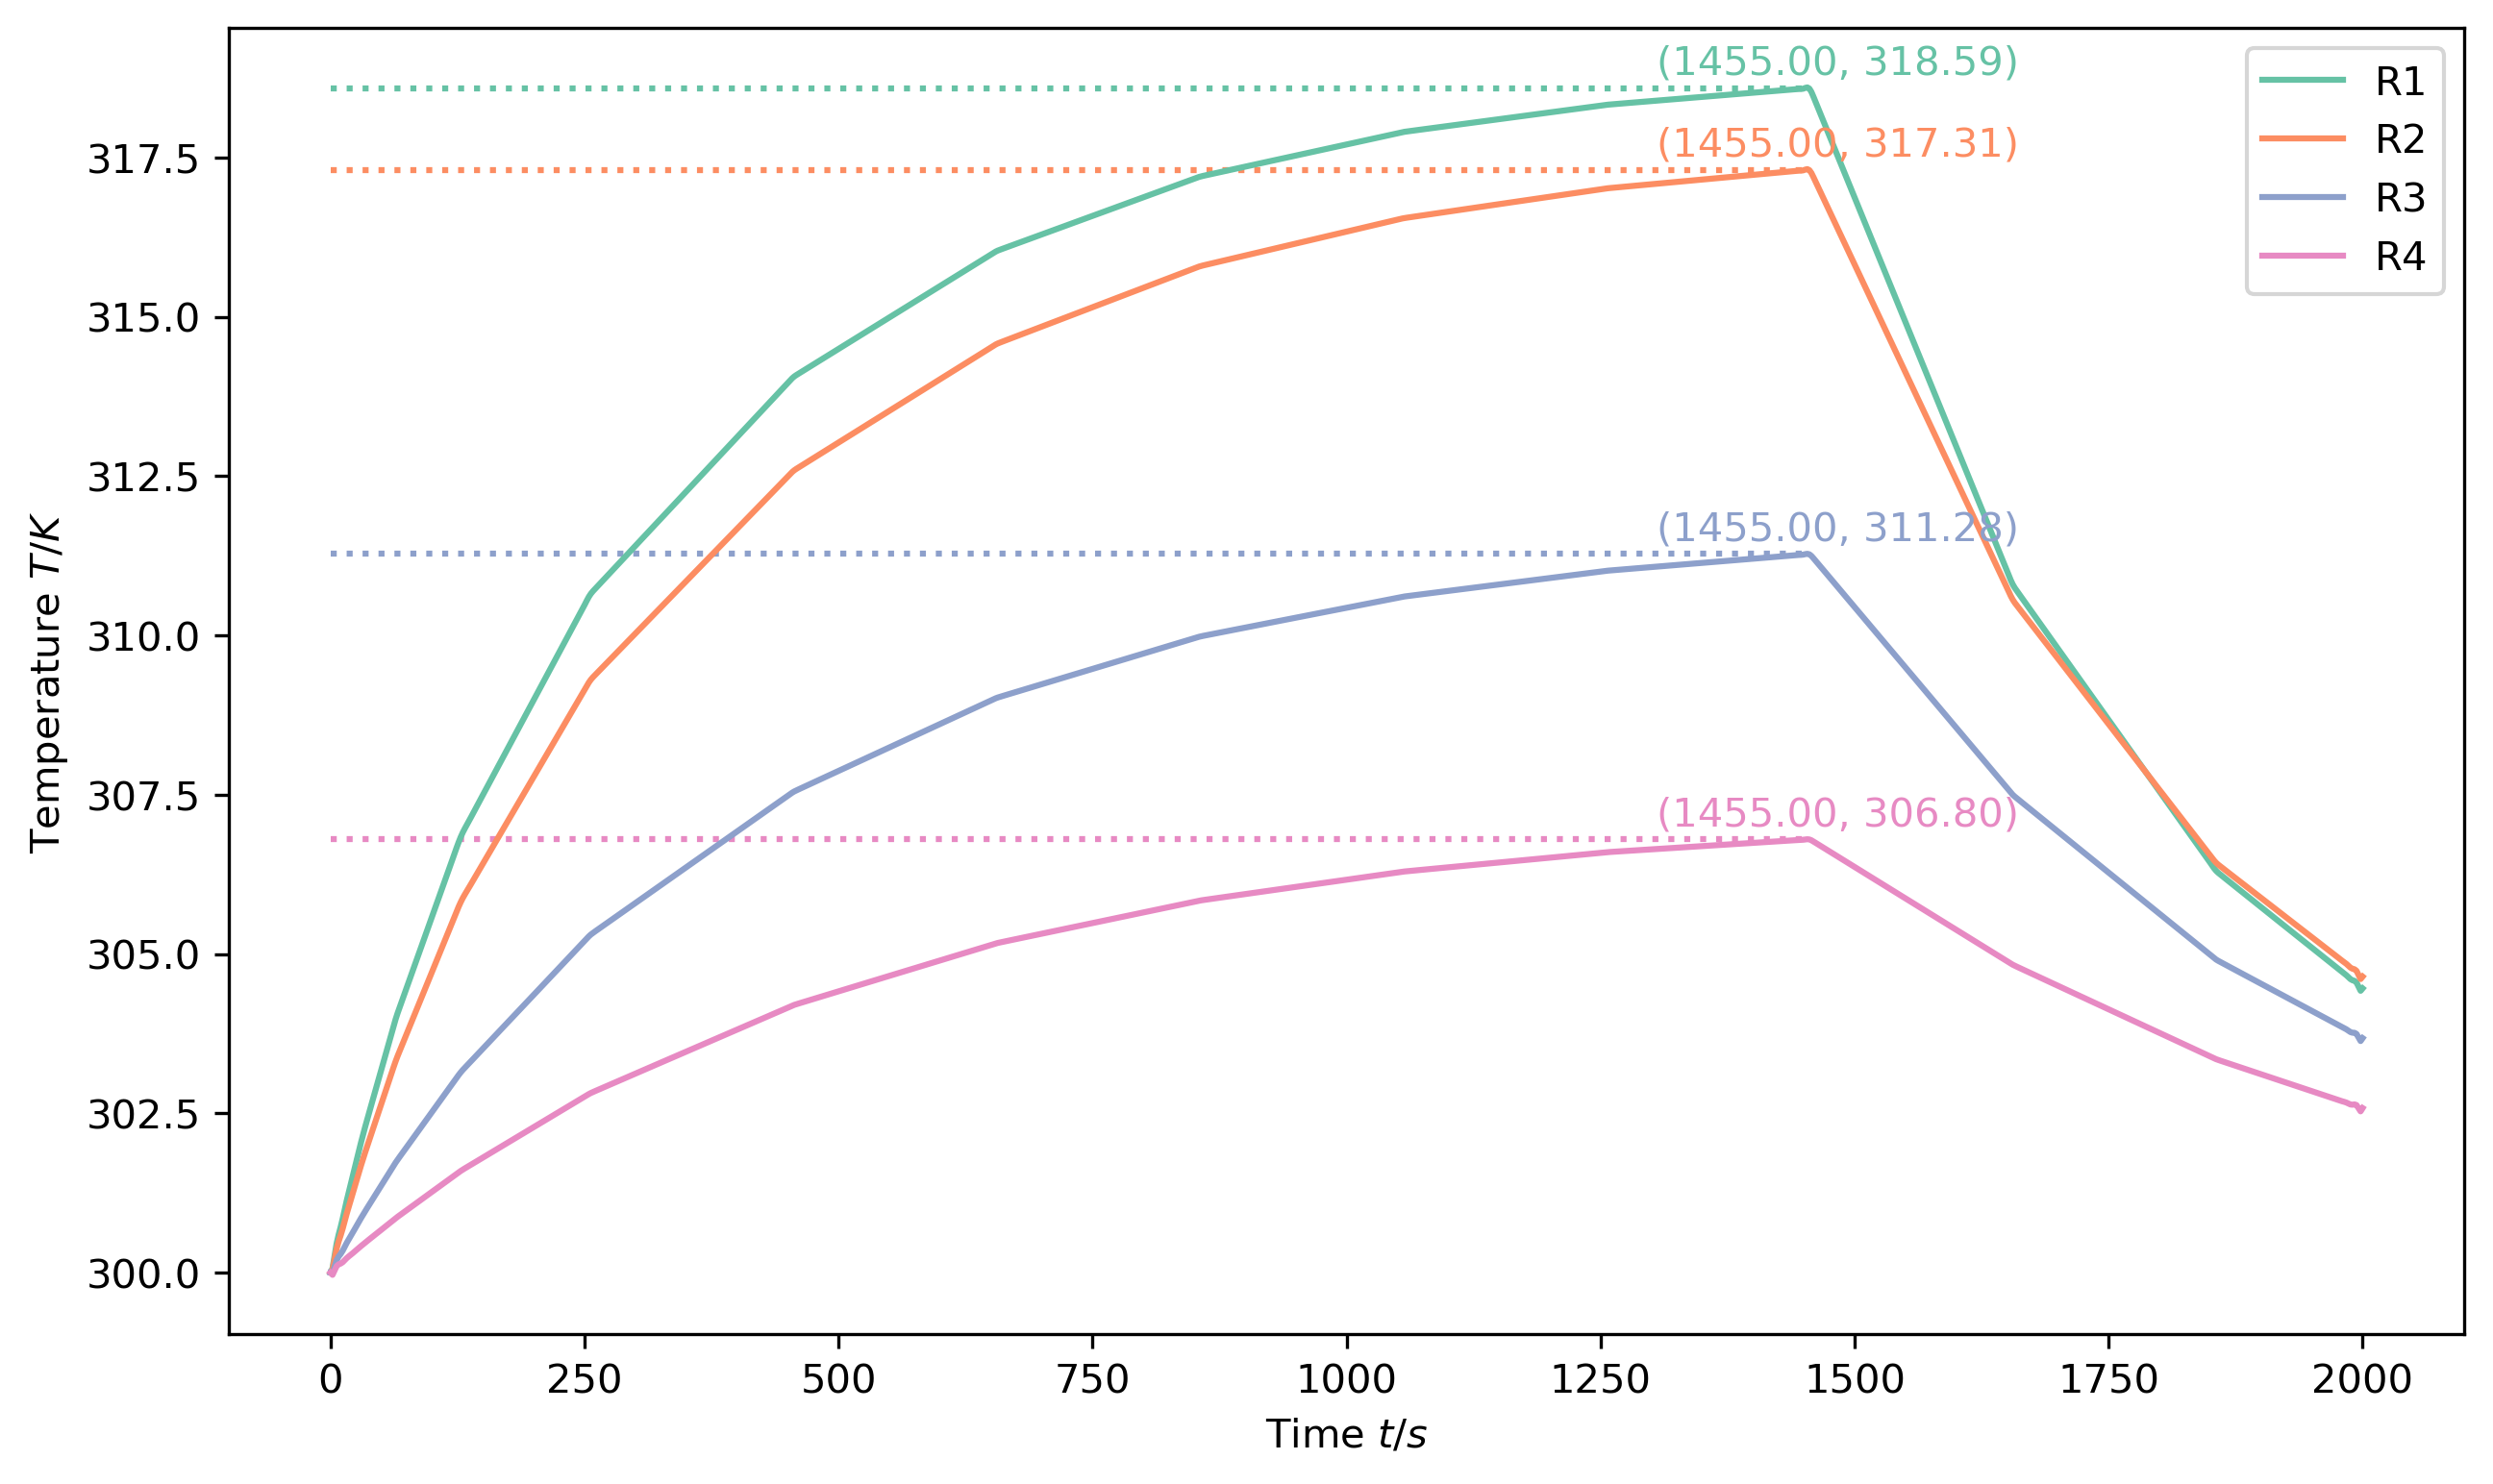 (1455.00, 318.59)
(1455.00, 317.31)
(1455.00, 311.28)
(1455.00, 306.80)
R1
R2
R3
R4
317.5
315.0
312.5
310.0
307.5
305.0
302.5
300.0
Temperature T/K
0 250 500 750 1000 1250 1500 1750 2000
Time t/s